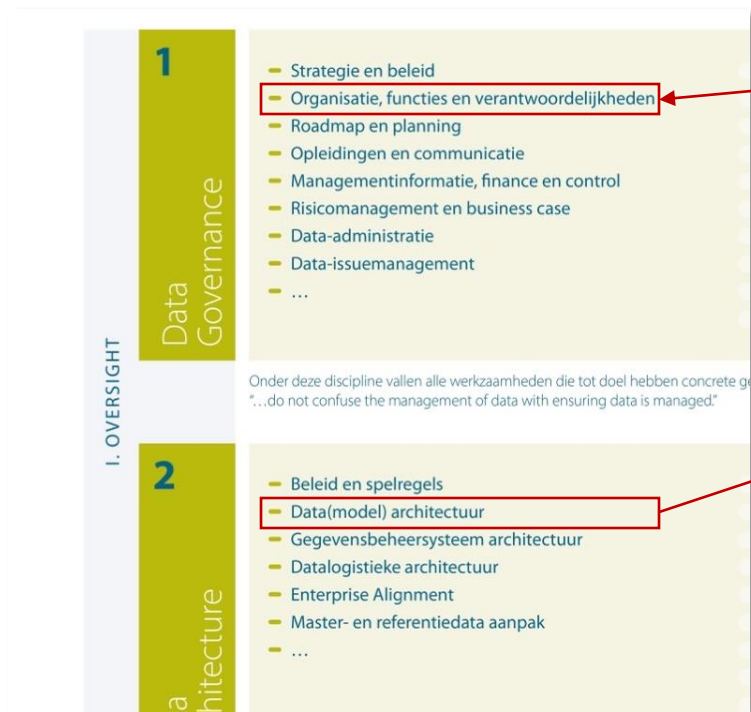 I. OVERSIGHT
1
Data
Governance
– Strategie en beleid
– Organisatie, functies en verantwoordelijkheden
– Roadmap en planning
– Opleidingen en communicatie
– Managementinformatie, finance en control
– Risicomanagement en business case
– Data-administratie
– Data-issuemanagement
– …
Onder deze discipline vallen alle werkzaamheden die tot doel hebben concrete
“…do not confuse the management of data with ensuring data is managed.”
2
– Beleid en spelregels
– Data(model) architectuur
– Gegevensbeheersysteem architectuur
– Datalogistieke architectuur
– Enterprise Alignment
– Master- en referentiedata aanpak
– …